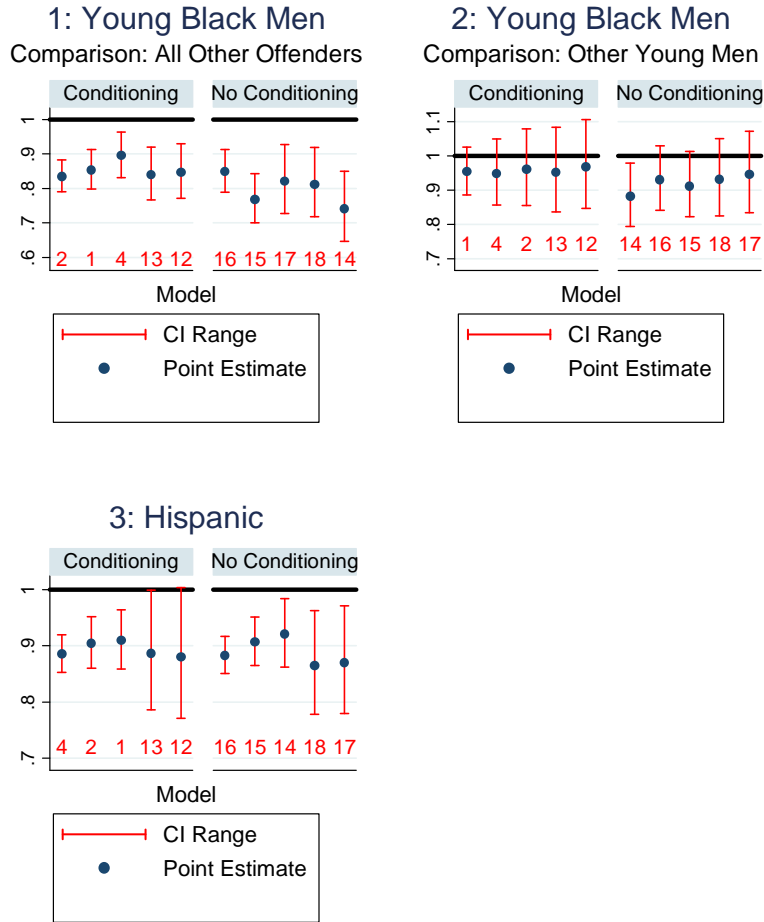 1: Young Black Men
Comparison: All Other Offenders
Conditioning
No Conditioning
1
.9
.8
.7
.6
2 1 4 13 12
16 15 17 18 14
Model
CI Range
Point Estimate
2: Young Black Men
Comparison: Other Young Men
Conditioning
No Conditioning
1.1
1
.9
.8
.7
1 4 2 13 12
14 16 15 18 17
Model
CI Range
Point Estimate
3: Hispanic
Conditioning
No Conditioning
1
.9
.8
.7
4 2 1 13 12
16 15 14 18 17
Model
CI Range
Point Estimate